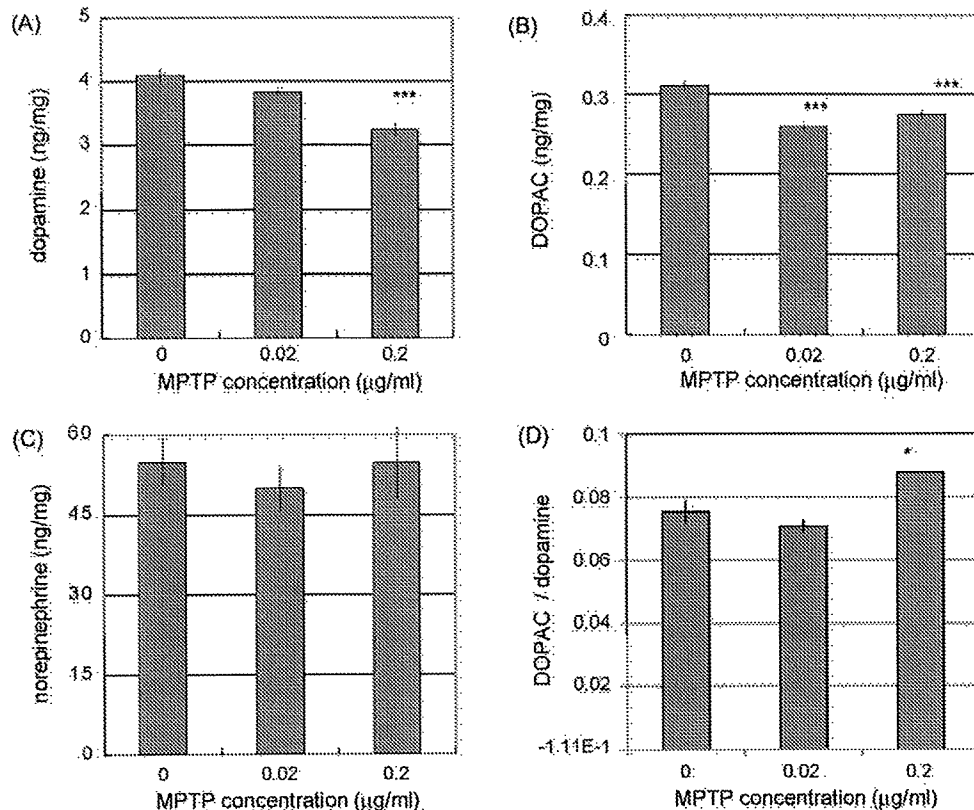 (A)
5
4
3
2
1
0
dopamine (ng/mg)
***
0 0.02 0.2
MPTP concentration (µg/ml)
(B)
0.4
0.3
0.2
0.1
0
DOPAC (ng/mg)
*** ***
0 0.02 0.2
MPTP concentration (µg/ml)
(C)
60
45
30
15
0
norepinephrine (ng/mg)
0 0.02 0.2
MPTP concentration (µg/ml)
(D)
0.1
0.08
0.06
0.04
0.02
-1.11E-1
DOPAC / dopamine
*
0 0.02 0.2
MPTP concentration (µg/ml)